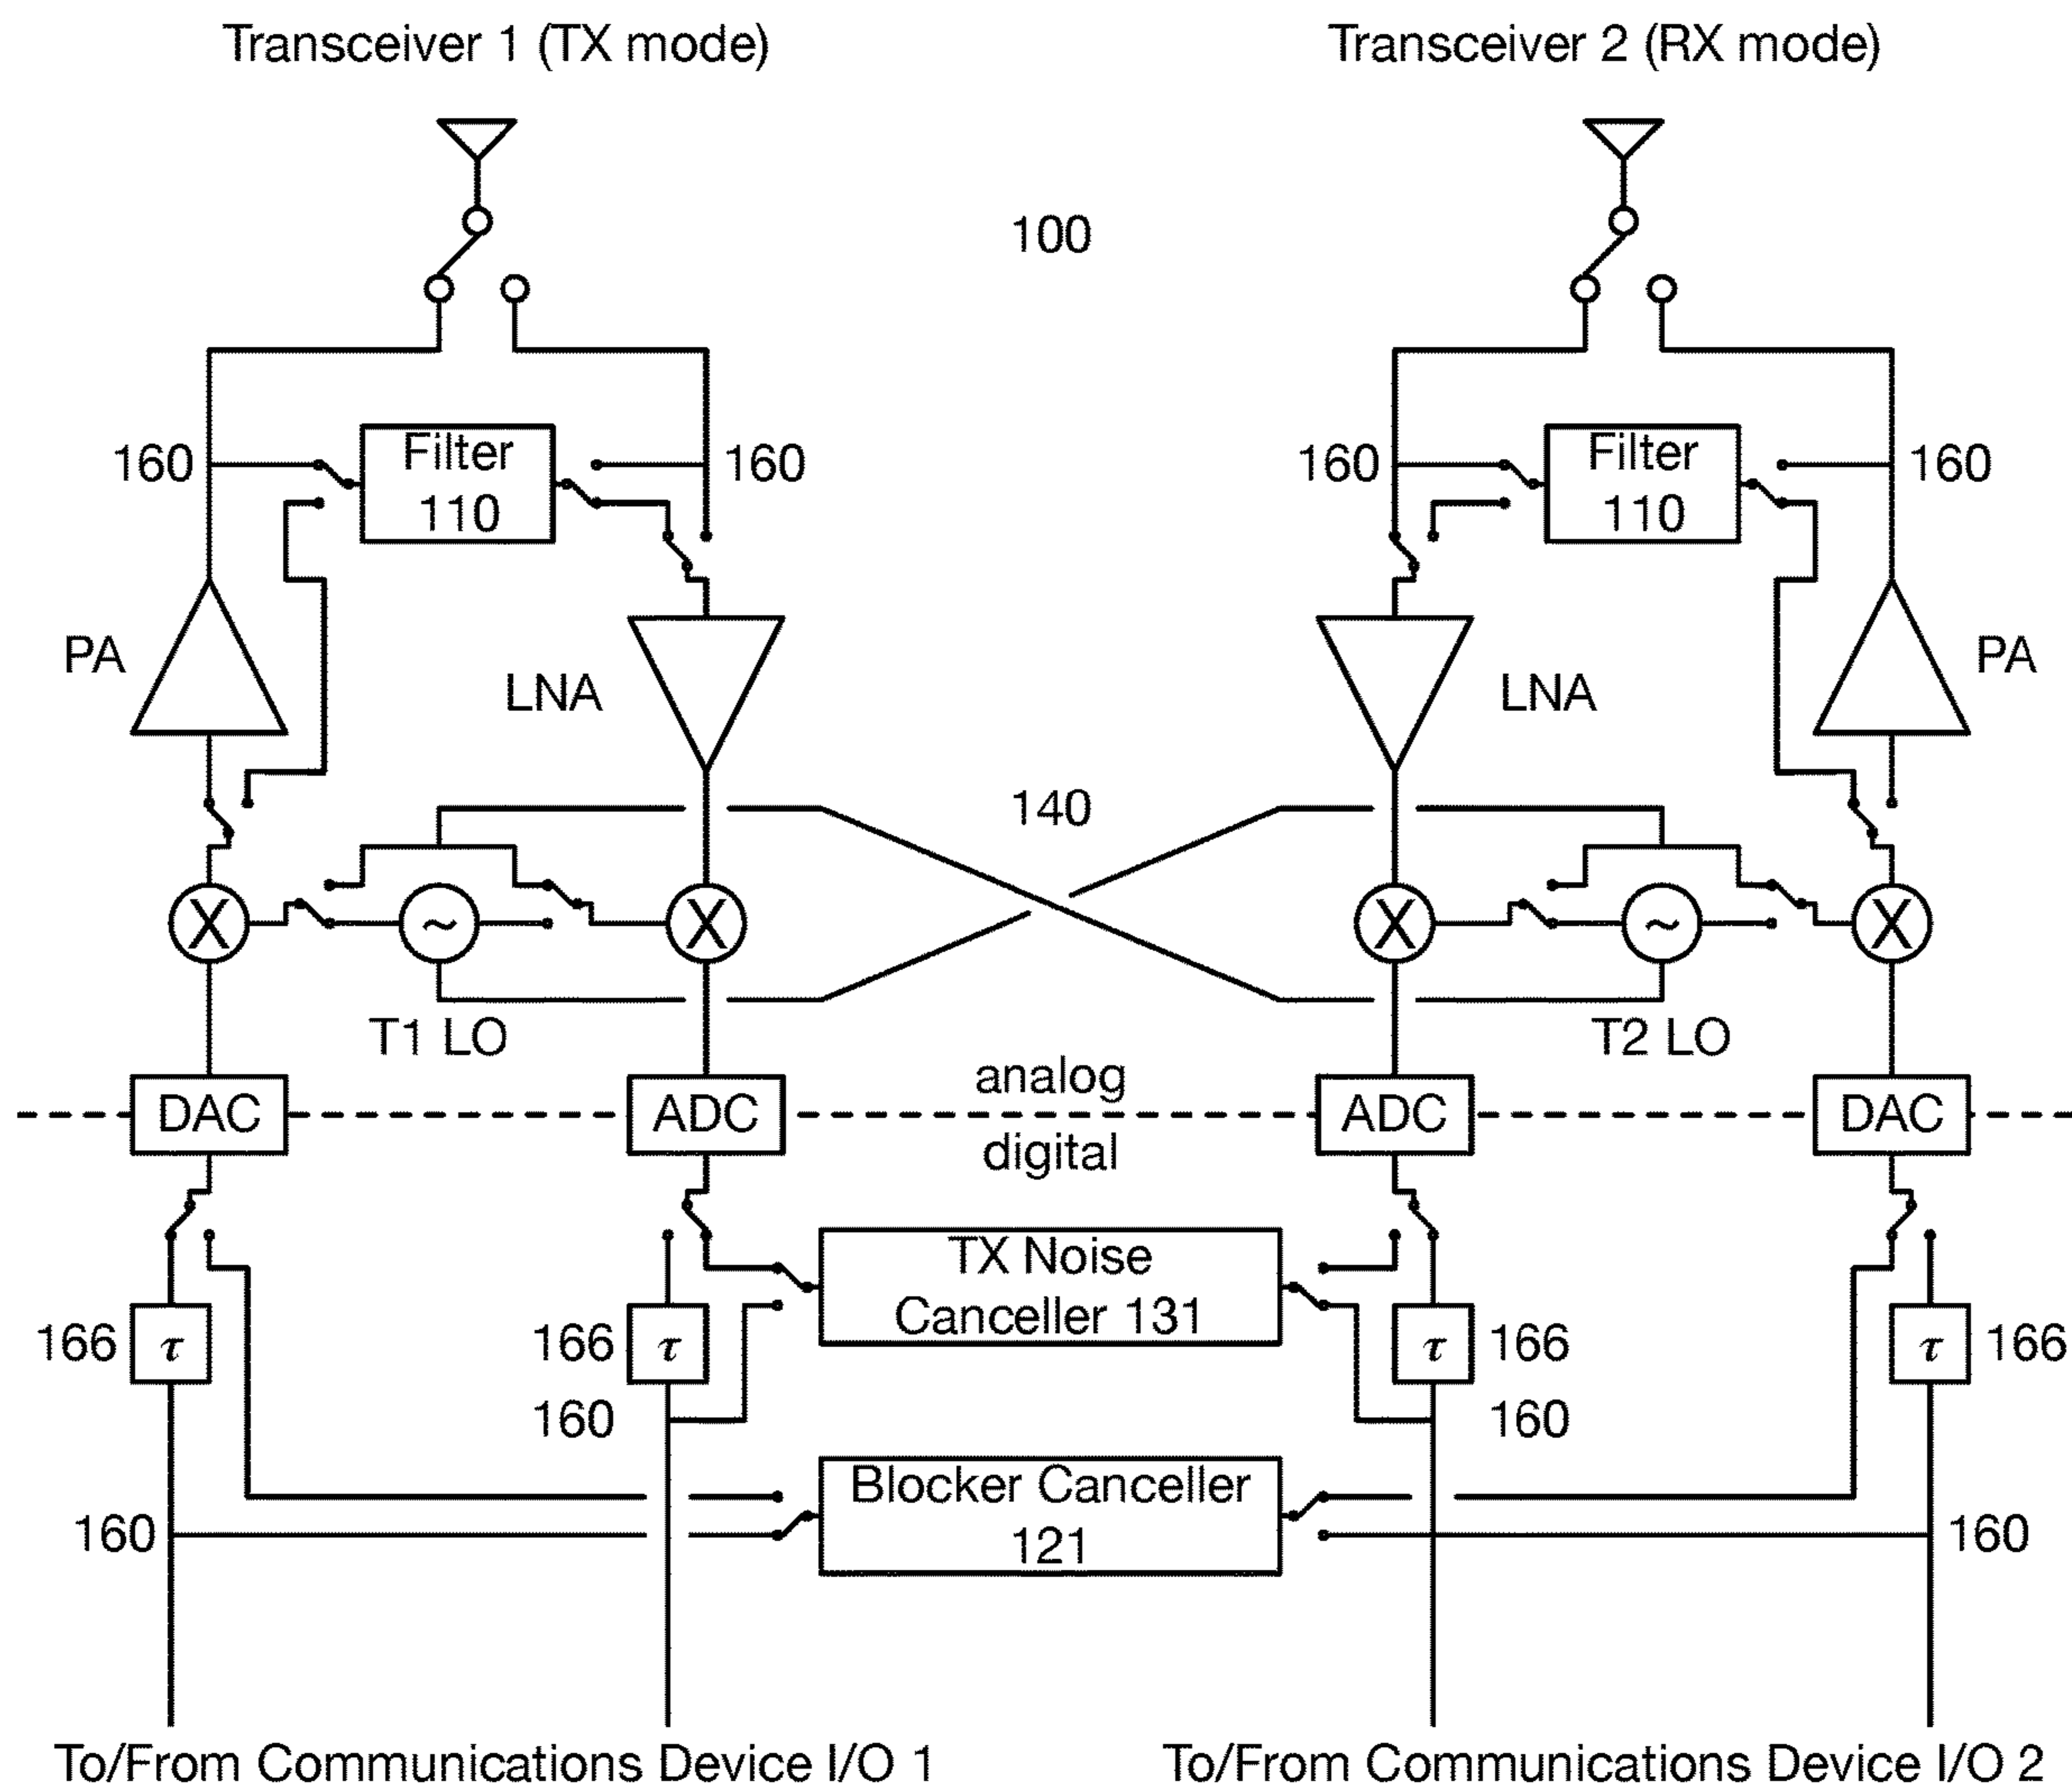 Transceiver 1 (TX mode)
Transceiver 2 (RX mode)
100
160
Filter
110
160
160
Filter
110
160
PA
LNA
LNA
PA
140
X
~
X
X
~
X
T1 LO
T2 LO
DAC
ADC
analog
digital
ADC
DAC
TX Noise
Canceller 131
166
τ
166
τ
τ
166
τ
166
160
160
Blocker Canceller
121
160
160
To/From Communications Device I/O 1
To/From Communications Device I/O 2